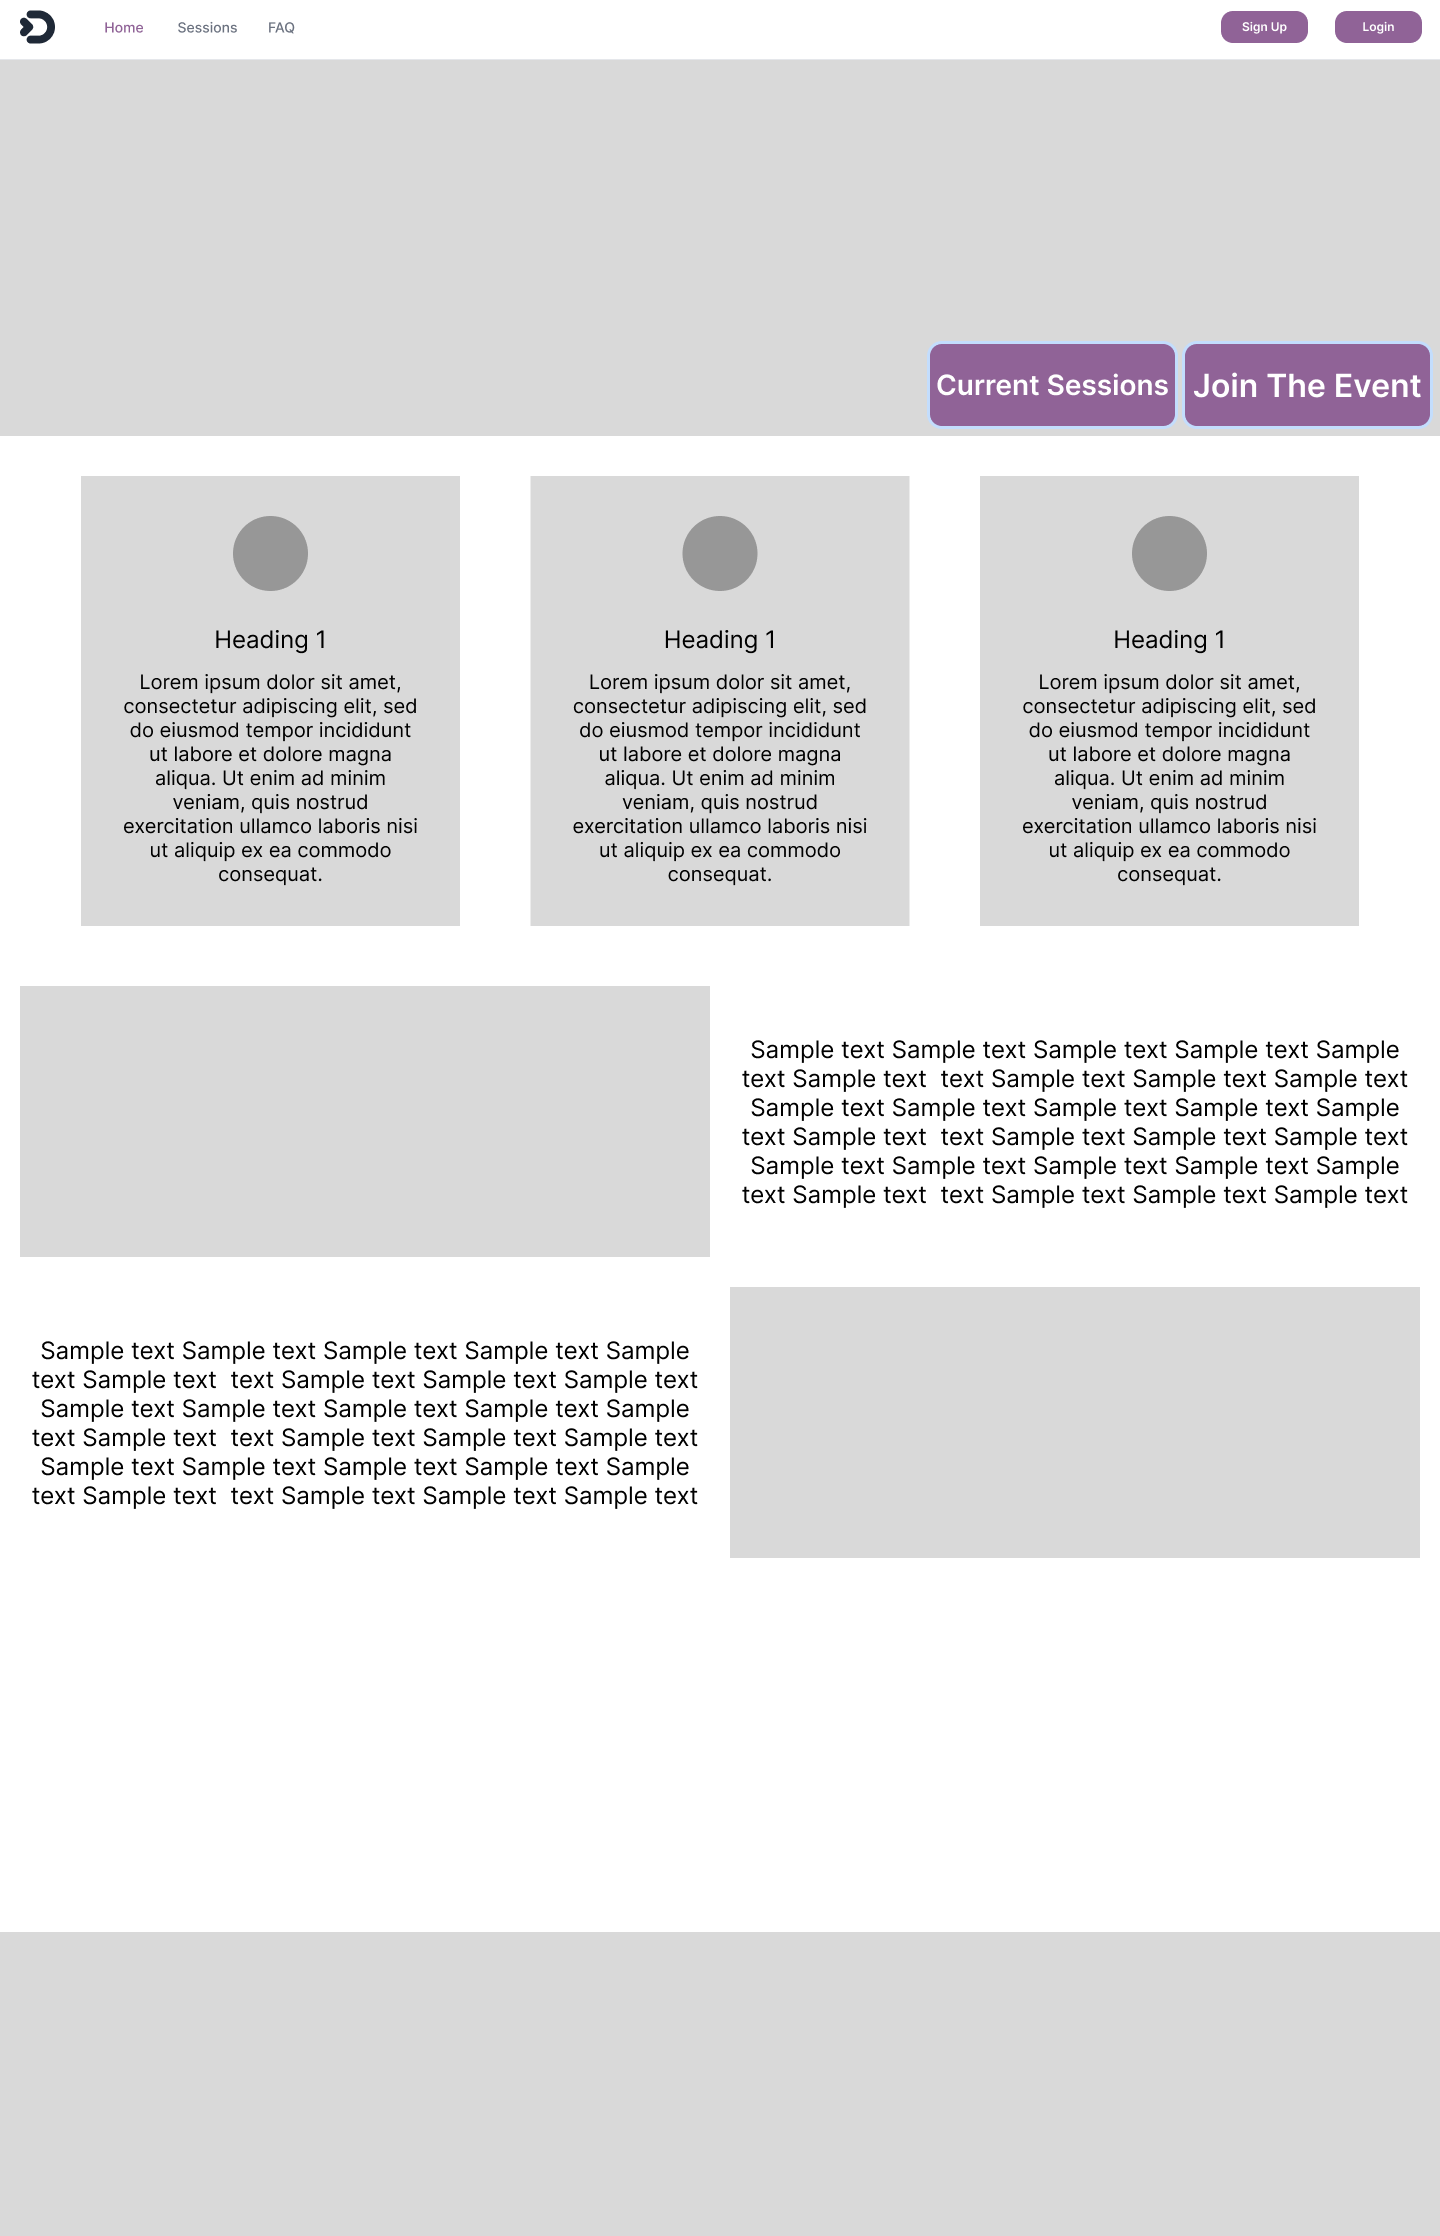 Home Sessions FAQ Sign Up Login
Current Sessions Join The Event
Heading 1
Lorem ipsum dolor sit amet,
consectetur adipiscing elit, sed
do eiusmod tempor incididunt
ut labore et dolore magna
aliqua. Ut enim ad minim
veniam, quis nostrud
exercitation ullamco laboris nisi
ut aliquip ex ea commodo
consequat.
Heading 1
Lorem ipsum dolor sit amet,
consectetur adipiscing elit, sed
do eiusmod tempor incididunt
ut labore et dolore magna
aliqua. Ut enim ad minim
veniam, quis nostrud
exercitation ullamco laboris nisi
ut aliquip ex ea commodo
consequat.
Heading 1
Lorem ipsum dolor sit amet,
consectetur adipiscing elit, sed
do eiusmod tempor incididunt
ut labore et dolore magna
aliqua. Ut enim ad minim
veniam, quis nostrud
exercitation ullamco laboris nisi
ut aliquip ex ea commodo
consequat.
Sample text Sample text Sample text Sample text Sample
text Sample text  text Sample text Sample text Sample text
Sample text Sample text Sample text Sample text Sample
text Sample text  text Sample text Sample text Sample text
Sample text Sample text Sample text Sample text Sample
text Sample text  text Sample text Sample text Sample text
Sample text Sample text Sample text Sample text Sample
text Sample text  text Sample text Sample text Sample text
Sample text Sample text Sample text Sample text Sample
text Sample text  text Sample text Sample text Sample text
Sample text Sample text Sample text Sample text Sample
text Sample text  text Sample text Sample text Sample text